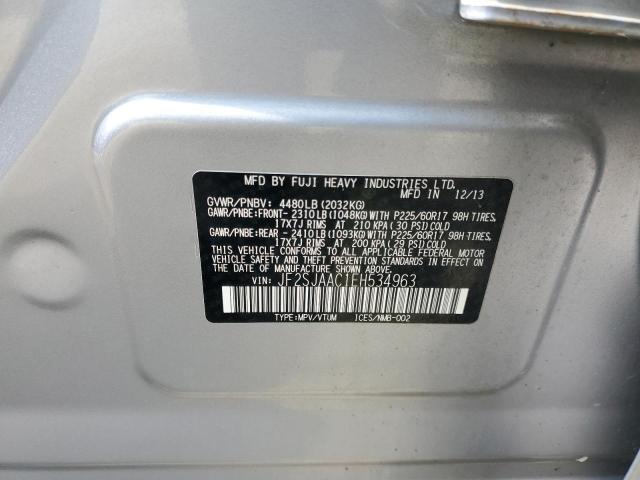 MFD BY FUJI HEAVY INDUSTRIES LTD.
MFD IN 12/13
GVWR/PNBV: 4480LB(2032KG)
GAWR/PNBE:FRONT- 2310LB(1048KG)WITH P225/60R17 98H TIRES,
17X7J RIMS AT 210 KPA(30 PSI)COLD
GAWR/PNBE:REAR - 2410LB(1093KG)WITH P225/60R17 98H TIRES,
17X7J RIMS AT 200 KPA(29 PSI)COLD
THIS VEHICLE CONFORMS TO ALL APPLICABLE FEDERAL MOTOR
VEHICLE SAFETY AND BUMPER STANDARDS IN EFFECT ON THE
DATE OF MANUFACTURE SHOWN ABOVE.
VIN: JF2SJAAC1FH534963
TYPE:MPV/VTUM ICES/NMB-002